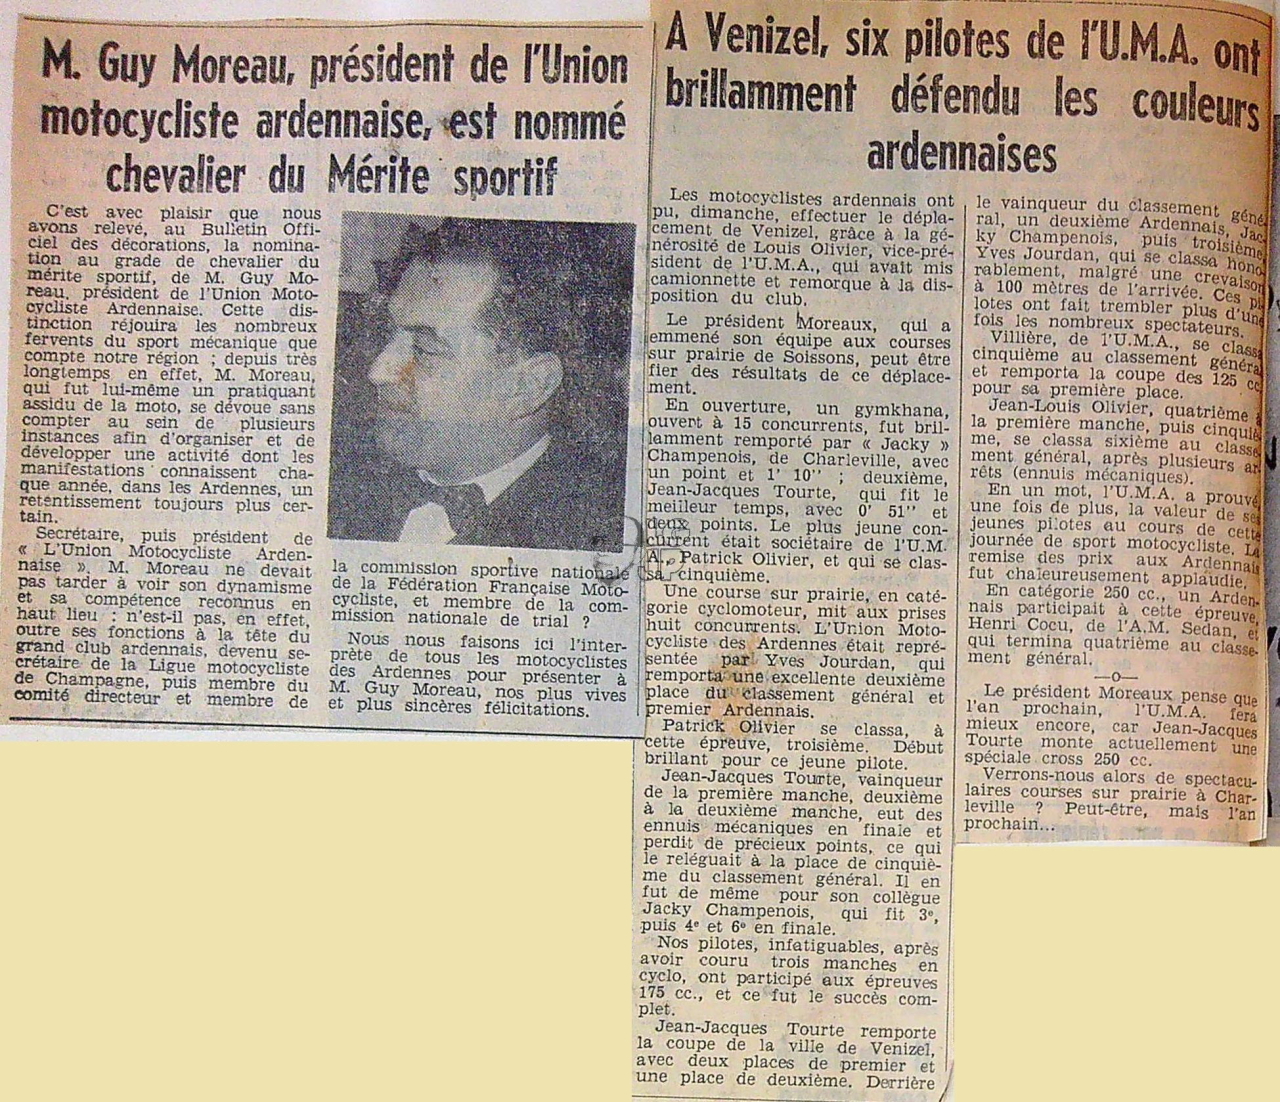 M. Guy Moreau, président de l'Union
motocycliste ardennaise, est nommé
chevalier du Mérite sportif
C'est avec plaisir que nous
avons relevé, au Bulletin Offi-
ciel des décorations, la nomina-
tion au grade de chevalier du
mérite sportif, de M. Guy Mo-
reau, président de l'Union Moto-
cycliste Ardennaise. Cette dis-
tinction réjouira les nombreux
fervents du sport mécanique que
compte notre région ; depuis très
longtemps en effet, M. Moreau,
qui fut lui-même un pratiquant
assidu de la moto, se dévoue sans
compter au sein de plusieurs
instances afin d'organiser et de
développer une activité dont les
manifestations connaissent cha-
que année, dans les Ardennes, un
retentissement toujours plus cer-
tain.
Secrétaire, puis président de
« L'Union Motocycliste Arden-
naise ». M. Moreau ne devait
pas tarder à voir son dynamisme
et sa compétence reconnus en
haut lieu : n'est-il pas, en effet,
outre ses fonctions à la tête du
grand club ardennais, devenu se-
crétaire de la Ligue motocycliste
de Champagne, puis membre du
comité directeur et membre de
la commission sportive nationale
de la Fédération Française Moto-
cycliste, et membre de la com-
mission nationale de trial ?
Nous nous faisons ici l'inter-
prète de tous les motocyclistes
des Ardennes pour présenter à
M. Guy Moreau, nos plus vives
et plus sincères félicitations.
A Venizel, six pilotes de l'U.M.A. ont
brillamment défendu les couleurs
ardennaises
Les motocyclistes ardennais ont
pu, dimanche, effectuer le dépla-
cement de Venizel, grâce à la gé-
nérosité de Louis Olivier, vice-pré-
sident de l'U.M.A., qui avait mis
camionnette et remorque à la dis-
position du club.
Le président Moreaux, qui a
emmené son équipe aux courses
sur prairie de Soissons, peut être
fier des résultats de ce déplace-
ment.
En ouverture, un gymkhana,
ouvert à 15 concurrents, fut bril-
lamment remporté par « Jacky »
Champenois, de Charleville, avec
un point et 1' 10'' ; deuxième,
Jean-Jacques Tourte, qui fit le
meilleur temps, avec 0' 51'' et
deux points. Le plus jeune con-
current était sociétaire de l'U.M.
A. Patrick Olivier, et qui se clas-
sa cinquième.
Une course sur prairie, en caté-
gorie cyclomoteur, mit aux prises
huit concurrents. L'Union Moto-
cycliste des Ardennes était repré-
sentée par Yves Jourdan, qui
remporta une excellente deuxième
place du classement général et
premier Ardennais.
Patrick Olivier se classa, à
cette épreuve, troisième. Début
brillant pour ce jeune pilote.
Jean-Jacques Tourte, vainqueur
de la première manche, deuxième
à la deuxième manche, eut des
ennuis mécaniques en finale et
perdit de précieux points, ce qui
le reléguait à la place de cinquiè-
me du classement général. Il en
fut de même pour son collègue
Jacky Champenois, qui fit 3e,
puis 4e et 6e en finale.
Nos pilotes, infatiguables, après
avoir couru trois manches en
cyclo, ont participé aux épreuves
175 cc., et ce fut le succès com-
plet.
Jean-Jacques Tourte remporte
la coupe de la ville de Venizel,
avec deux places de premier et
une place de deuxième. Derrière
le vainqueur du classement géné-
ral, un deuxième Ardennais, Jac-
ky Champenois, puis troisième,
Yves Jourdan, qui se classa hono-
rablement, malgré une crevaison
à 100 mètres de l'arrivée. Ces pi-
lotes ont fait trembler plus d'une
fois les nombreux spectateurs.
Villière, de l'U.M.A., se classa
cinquième au classement général
et remporta la coupe des 125 cc
pour sa première place.
Jean-Louis Olivier, quatrième à
la première manche, puis cinquiè-
me, se classa sixième au classe-
ment général, après plusieurs ar-
rêts (ennuis mécaniques).
En un mot, l'U.M.A. a prouvé,
une fois de plus, la valeur de ses
jeunes pilotes au cours de cette
journée de sport motocycliste. La
remise des prix aux Ardennais
fut chaleureusement applaudie.
En catégorie 250 cc., un Arden-
nais participait à cette épreuve,
Henri Cocu, de l'A.M. Sedan, et
qui termina quatrième au classe-
ment général.
—o—
Le président Moreaux pense que
l'an prochain, l'U.M.A. fera
mieux encore, car Jean-Jacques
Tourte monte actuellement une
spéciale cross 250 cc.
Verrons-nous alors de spectacu-
laires courses sur prairie à Char-
leville ? Peut-être, mais l'an
prochain...